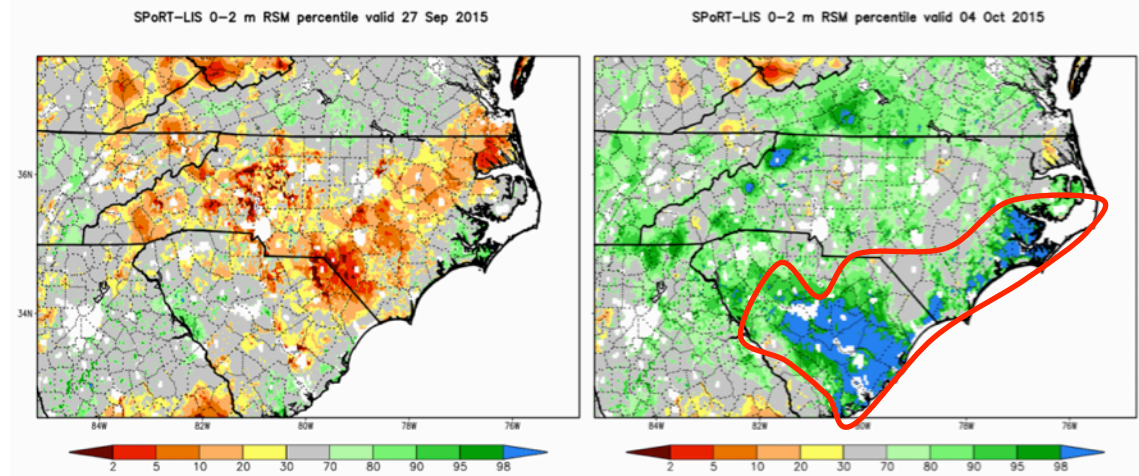 SPoRT-LIS 0-2 m RSM percentile valid 27 Sep 2015
36N
34N
84W 82W 80W 78W 76W
2 5 10 20 30 70 80 90 95 98
SPoRT-LIS 0-2 m RSM percentile valid 04 Oct 2015
36N
34N
84W 82W 80W 78W 76W
2 5 10 20 30 70 80 90 95 98